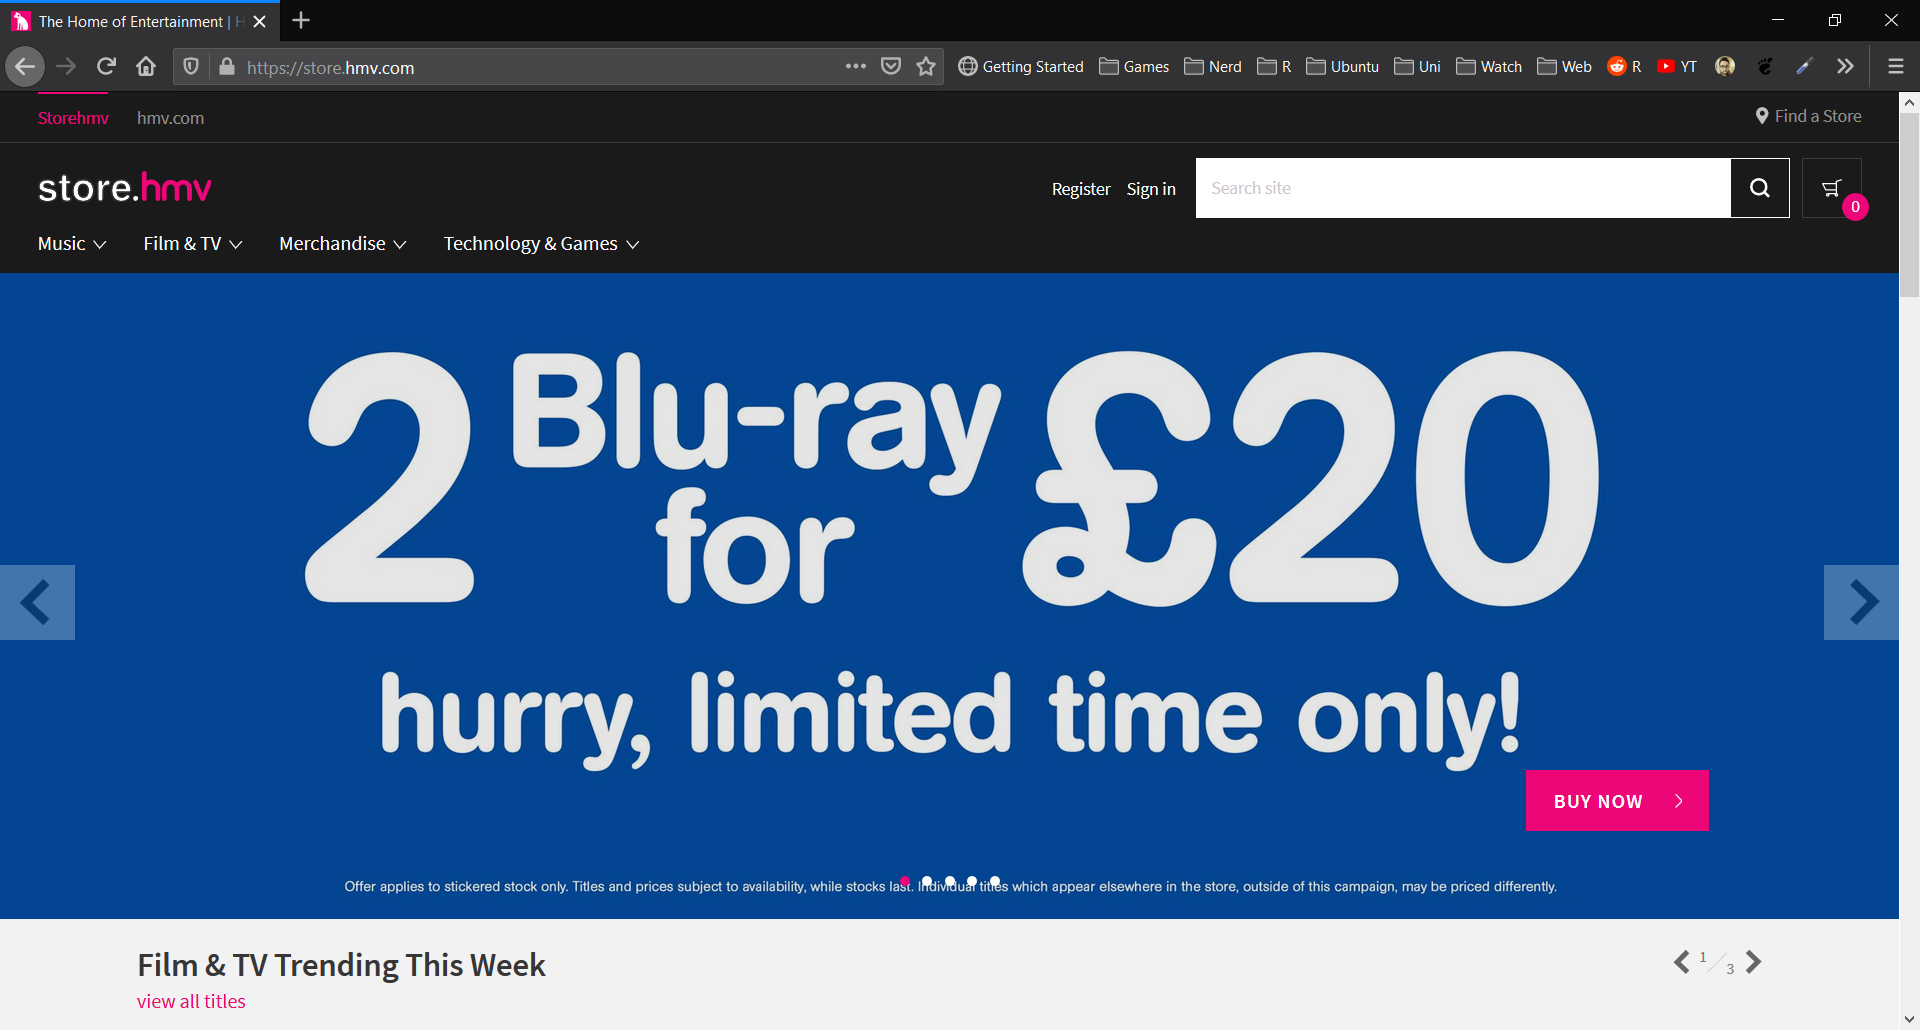 The Home of Entertainment | H
https://store.hmv.com
Getting Started
Games
Nerd
R
Ubuntu
Uni
Watch
Web
R
YT
Storehmv
hmv.com
Find a Store
store.hmv
Register
Sign in
Search site
0
Music
Film & TV
Merchandise
Technology & Games
2 Blu-ray for £20
hurry, limited time only!
BUY NOW
Offer applies to stickered stock only. Titles and prices subject to availability, while stocks last. Individual titles which appear elsewhere in the store, outside of this campaign, may be priced differently.
Film & TV Trending This Week
1/3
view all titles